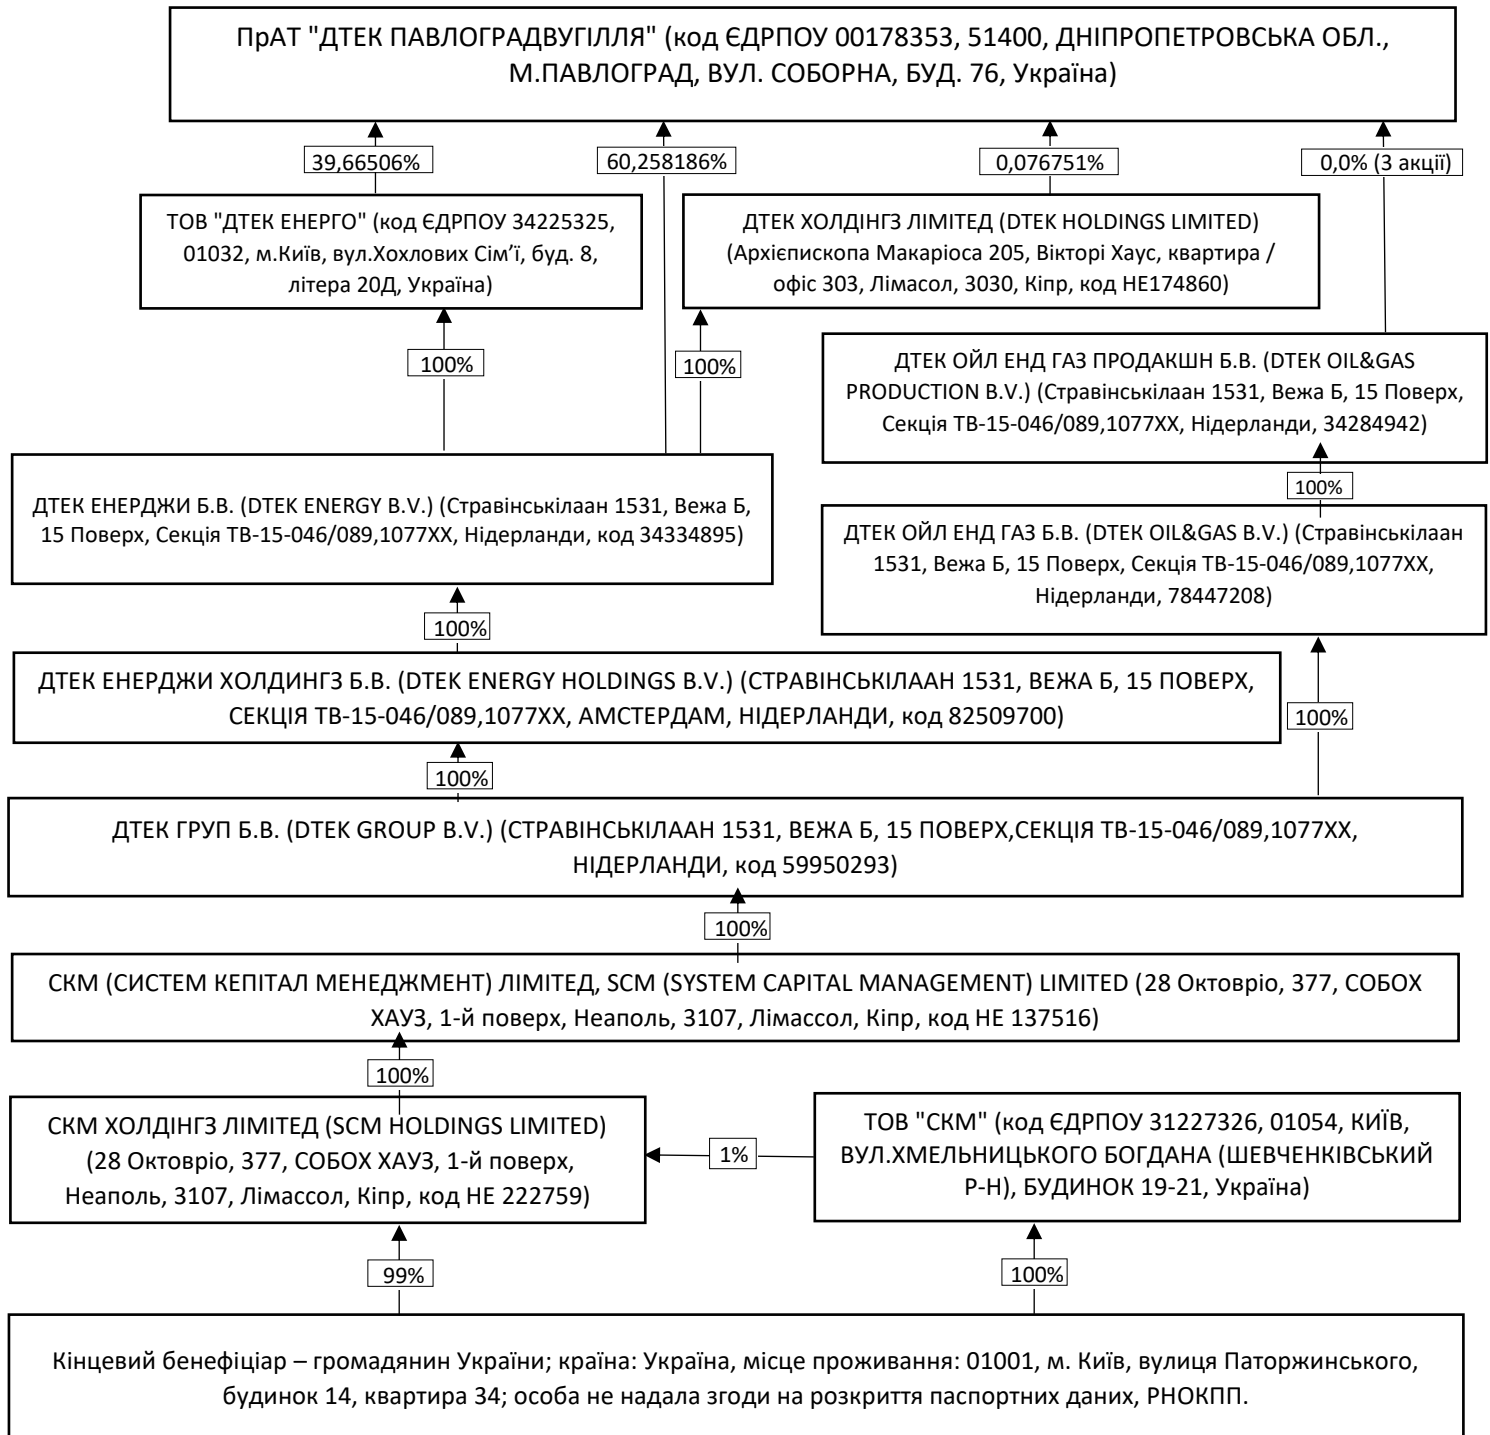 ПрАТ "ДТЕК ПАВЛОГРАДВУГІЛЛЯ" (код ЄДРПОУ 00178353, 51400, ДНІПРОПЕТРОВСЬКА ОБЛ.,
М.ПАВЛОГРАД, ВУЛ. СОБОРНА, БУД. 76, Україна)
39,66506%
60,258186%
0,076751%
0,0% (3 акції)
ТОВ "ДТЕК ЕНЕРГО" (код ЄДРПОУ 34225325,
01032, м.Київ, вул.Хохлових Сім’ї, буд. 8,
літера 20Д, Україна)
ДТЕК ХОЛДІНГЗ ЛІМІТЕД (DTEK HOLDINGS LIMITED)
(Архієпископа Макаріоса 205, Вікторі Хаус, квартира /
офіс 303, Лімасол, 3030, Кіпр, код НЕ174860)
100%
100%
ДТЕК ОЙЛ ЕНД ГАЗ ПРОДАКШН Б.В. (DTEK OIL&GAS
PRODUCTION B.V.) (Стравінськілаан 1531, Вежа Б, 15 Поверх,
Секція ТВ-15-046/089,1077ХХ, Нідерланди, 34284942)
ДТЕК ЕНЕРДЖИ Б.В. (DTEK ENERGY B.V.) (Стравінськілаан 1531, Вежа Б,
15 Поверх, Секція ТВ-15-046/089,1077ХХ, Нідерланди, код 34334895)
100%
ДТЕК ОЙЛ ЕНД ГАЗ Б.В. (DTEK OIL&GAS B.V.) (Стравінськілаан
1531, Вежа Б, 15 Поверх, Секція ТВ-15-046/089,1077ХХ,
Нідерланди, 78447208)
100%
ДТЕК ЕНЕРДЖИ ХОЛДИНГЗ Б.В. (DTEK ENERGY HOLDINGS B.V.) (СТРАВІНСЬКІЛААН 1531, ВЕЖА Б, 15 ПОВЕРХ,
СЕКЦІЯ ТВ-15-046/089,1077ХХ, АМСТЕРДАМ, НІДЕРЛАНДИ, код 82509700)
100%
100%
ДТЕК ГРУП Б.В. (DTEK GROUP B.V.) (СТРАВІНСЬКІЛААН 1531, ВЕЖА Б, 15 ПОВЕРХ,СЕКЦІЯ ТВ-15-046/089,1077ХХ,
НІДЕРЛАНДИ, код 59950293)
100%
СКМ (СИСТЕМ КЕПІТАЛ МЕНЕДЖМЕНТ) ЛІМІТЕД, SCM (SYSTEM CAPITAL MANAGEMENT) LIMITED (28 Октовріо, 377, СОБОХ
ХАУЗ, 1-й поверх, Неаполь, 3107, Лімассол, Кіпр, код НЕ 137516)
100%
СКМ ХОЛДІНГЗ ЛІМІТЕД (SCM HOLDINGS LIMITED)
(28 Октовріо, 377, СОБОХ ХАУЗ, 1-й поверх,
Неаполь, 3107, Лімассол, Кіпр, код НЕ 222759)
1%
ТОВ "СКМ" (код ЄДРПОУ 31227326, 01054, КИЇВ,
ВУЛ.ХМЕЛЬНИЦЬКОГО БОГДАНА (ШЕВЧЕНКІВСЬКИЙ
Р-Н), БУДИНОК 19-21, Україна)
99%
100%
Кінцевий бенефіціар – громадянин України; країна: Україна, місце проживання: 01001, м. Київ, вулиця Паторжинського,
будинок 14, квартира 34; особа не надала згоди на розкриття паспортних даних, РНОКПП.